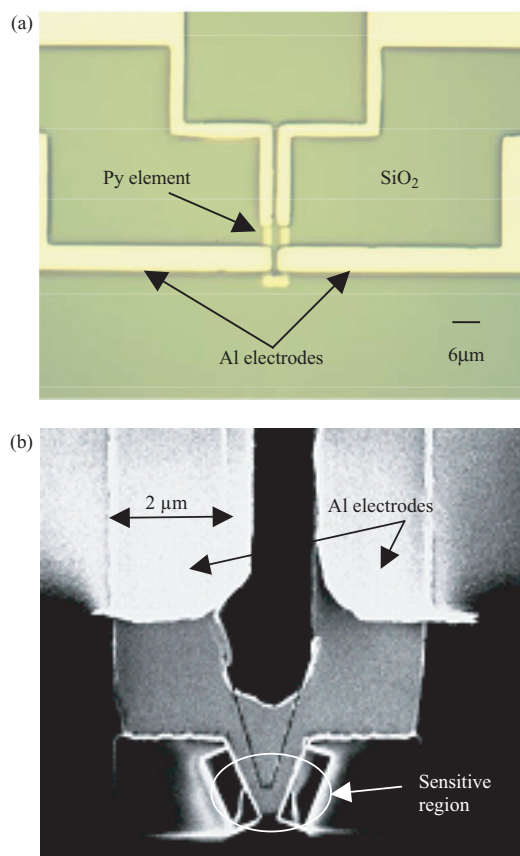 (a)
Py element
SiO₂
Al electrodes
6μm
(b)
2 μm
Al electrodes
Sensitive
region